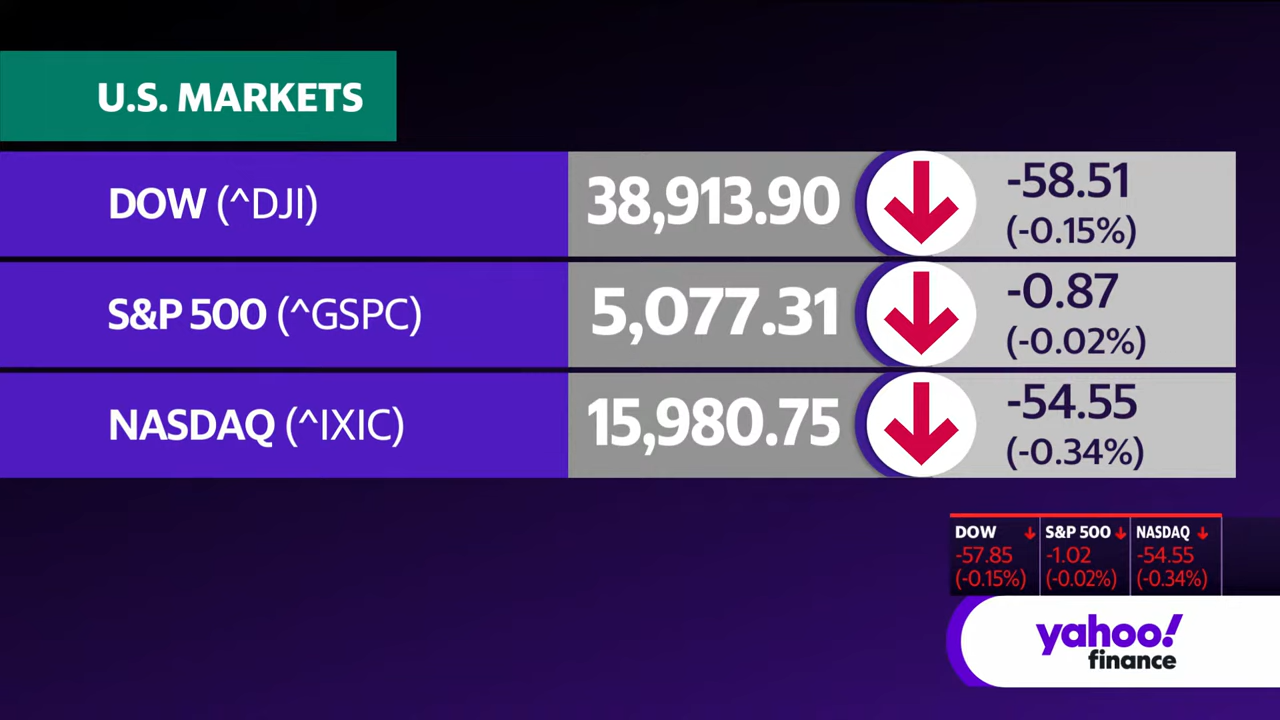 U.S. MARKETS
DOW (^DJI) 38,913.90 -58.51
(-0.15%)
S&P 500 (^GSPC) 5,077.31 -0.87
(-0.02%)
NASDAQ (^IXIC) 15,980.75 -54.55
(-0.34%)
DOW S&P 500 NASDAQ
-57.85 -1.02 -54.55
(-0.15%) (-0.02%) (-0.34%)
yahoo!
finance